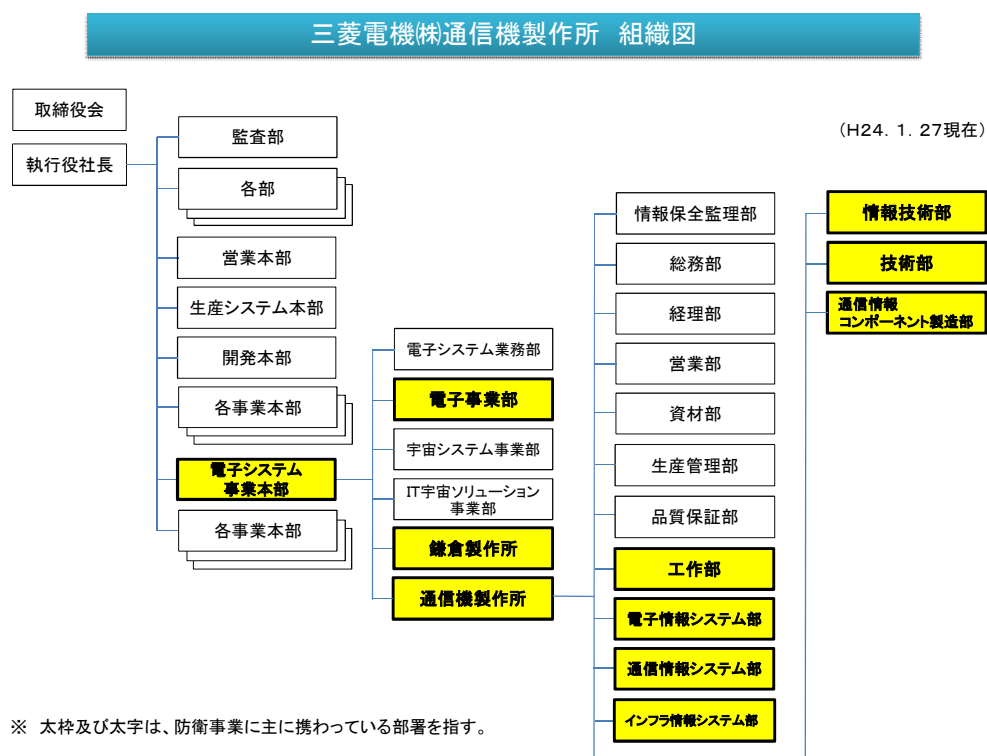 三菱電機㈱通信機製作所 組織図
取締役会
執行役社長
(H24.1.27現在)
監査部
各部
営業本部
生産システム本部
開発本部
各事業本部
電子システム
事業本部
各事業本部
電子システム業務部
電子事業部
宇宙システム事業部
IT宇宙ソリューション
事業部
鎌倉製作所
通信機製作所
情報保全監理部
総務部
経理部
営業部
資材部
生産管理部
品質保証部
工作部
電子情報システム部
通信情報システム部
インフラ情報システム部
情報技術部
技術部
通信情報
コンポーネント製造部
※ 太枠及び太字は、防衛事業に主に携わっている部署を指す。